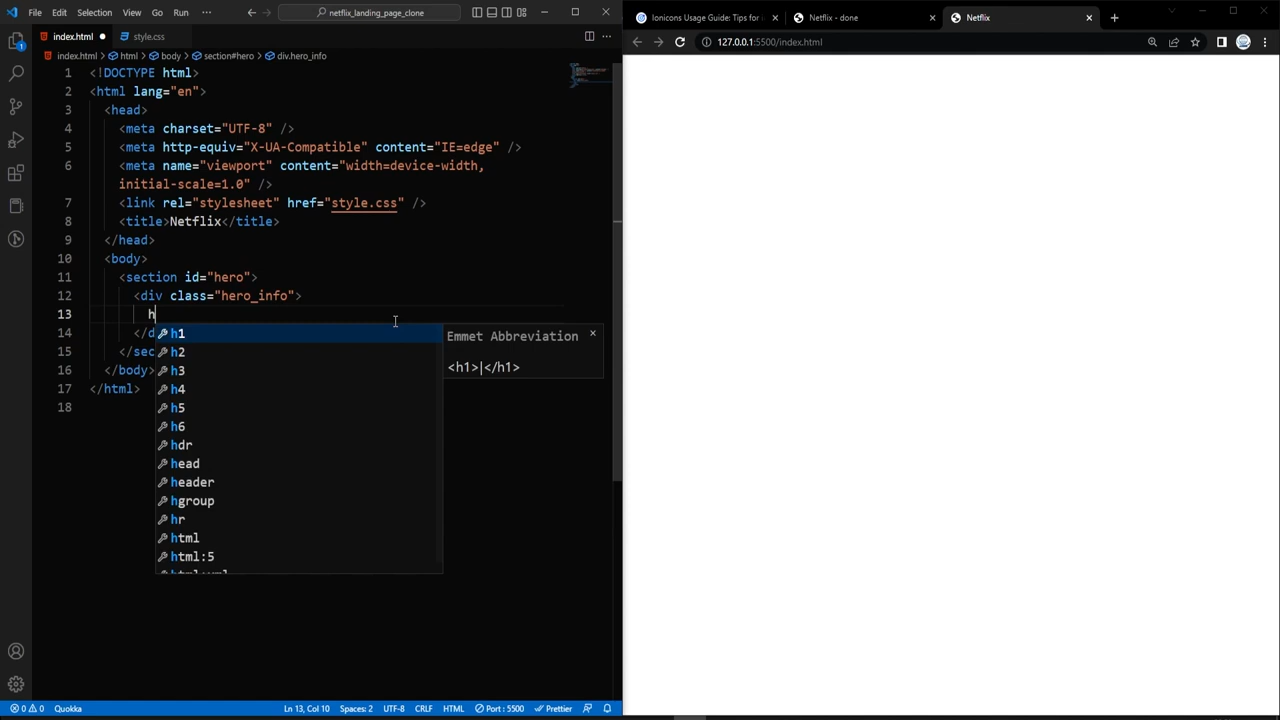 File Edit Selection View Go Run ···
netflix_landing_page_clone
Ionicons Usage Guide: Tips for i
Netflix - done
Netflix
index.html
style.css
127.0.0.1:5500/index.html
index.html > html > body > section#hero > div.hero_info
1 <!DOCTYPE html>
2 <html lang="en">
3 <head>
4 <meta charset="UTF-8" />
5 <meta http-equiv="X-UA-Compatible" content="IE=edge" />
6 <meta name="viewport" content="width=device-width,
initial-scale=1.0" />
7 <link rel="stylesheet" href="style.css" />
8 <title>Netflix</title>
9 </head>
10 <body>
11 <section id="hero">
12 <div class="hero_info">
13 h
14 </d
15 </sec
16 </body>
17 </html>
18
h1
h2
h3
h4
h5
h6
hdr
head
header
hgroup
hr
html
html:5
Emmet Abbreviation
<h1>|</h1>
1
0 0 Quokka
Ln 13, Col 10 Spaces: 2 UTF-8 CRLF HTML Port : 5500 Prettier